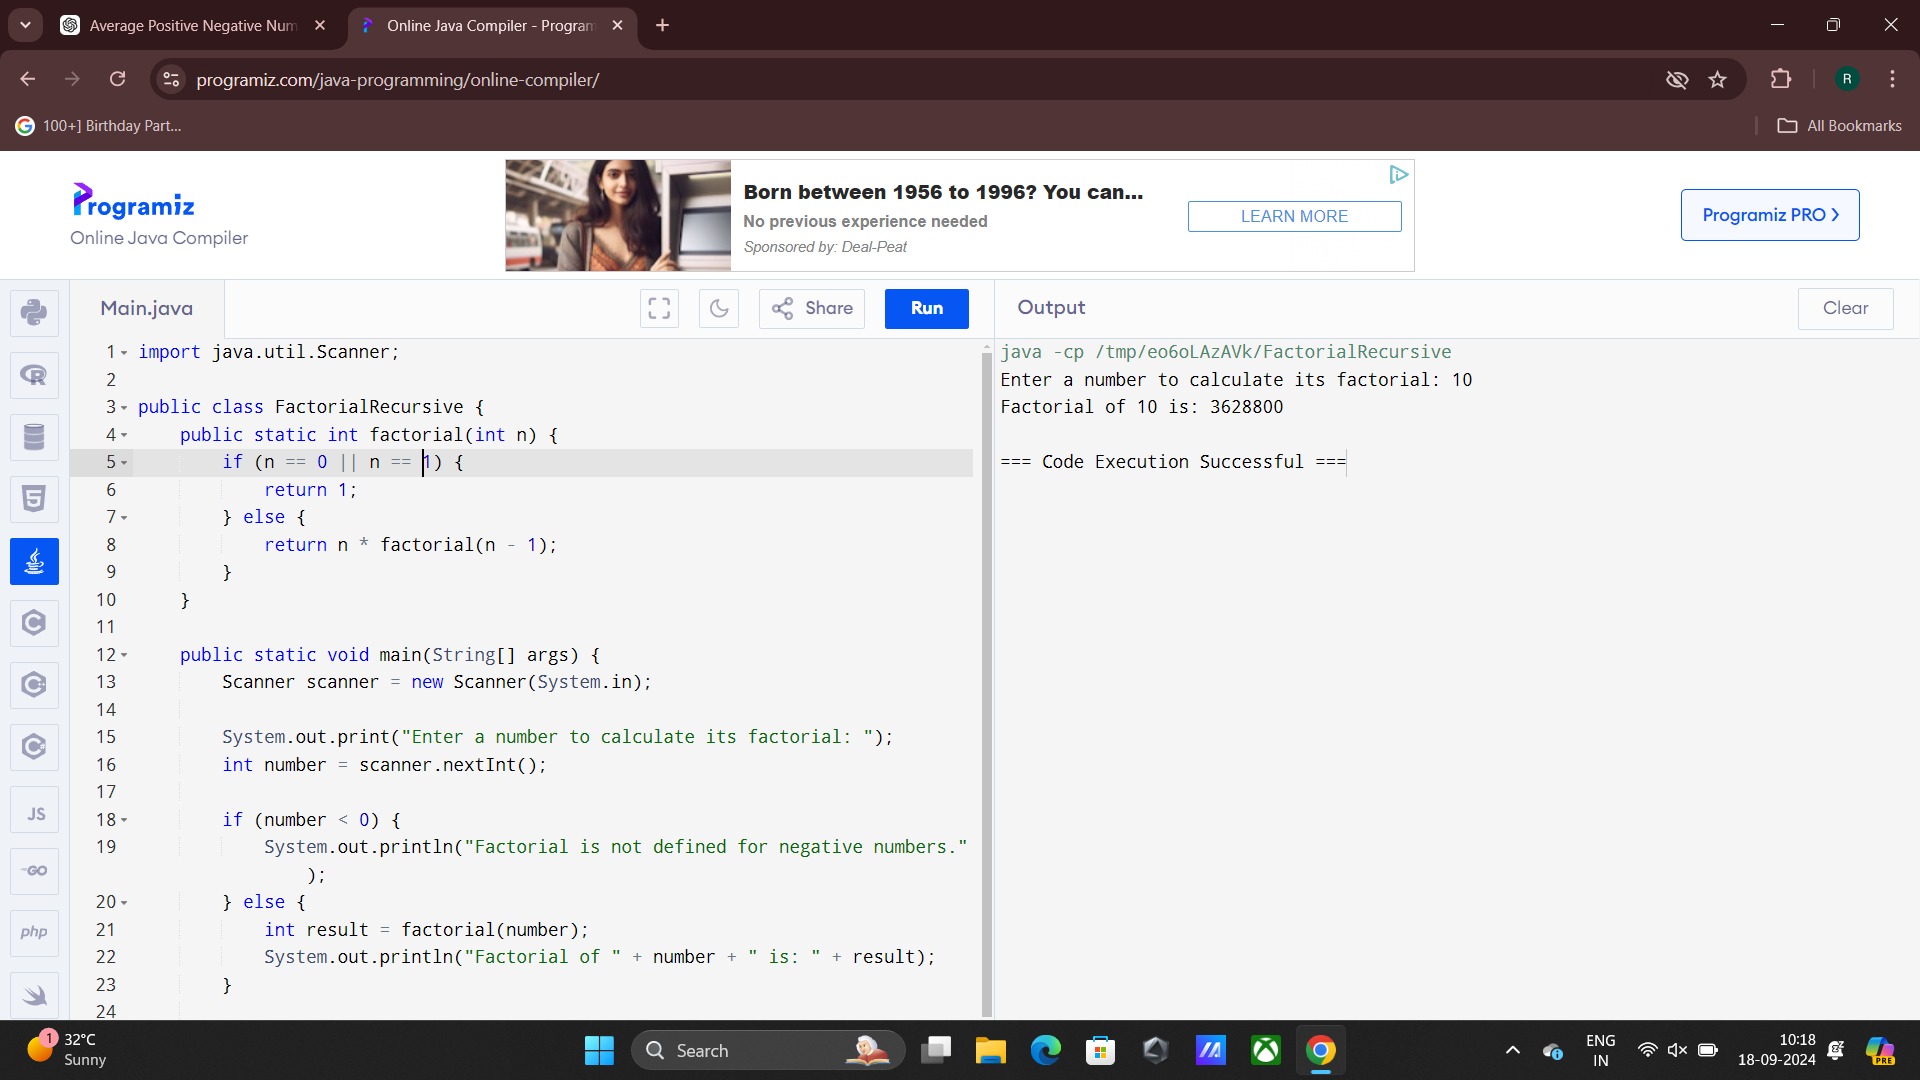 Average Positive Negative Num
Online Java Compiler - Program
programiz.com/java-programming/online-compiler/
R
100+] Birthday Part...
All Bookmarks
Programiz
Online Java Compiler
Born between 1956 to 1996? You can...
No previous experience needed
Sponsored by: Deal-Peat
LEARN MORE
Programiz PRO
Main.java
Share
Run
Output
Clear
1 import java.util.Scanner;
2
3 public class FactorialRecursive {
4 public static int factorial(int n) {
5 if (n == 0 || n == 1) {
6 return 1;
7 } else {
8 return n * factorial(n - 1);
9 }
10 }
11
12 public static void main(String[] args) {
13 Scanner scanner = new Scanner(System.in);
14
15 System.out.print("Enter a number to calculate its factorial: ");
16 int number = scanner.nextInt();
17
18 if (number < 0) {
19 System.out.println("Factorial is not defined for negative numbers."
);
20 } else {
21 int result = factorial(number);
22 System.out.println("Factorial of " + number + " is: " + result);
23 }
24
java -cp /tmp/eo6oLAzAVk/FactorialRecursive
Enter a number to calculate its factorial: 10
Factorial of 10 is: 3628800
=== Code Execution Successful ===
R
5
C
C
C
JS
GO
php
1
32°C
Sunny
Search
ENG
IN
10:18
18-09-2024
PRE